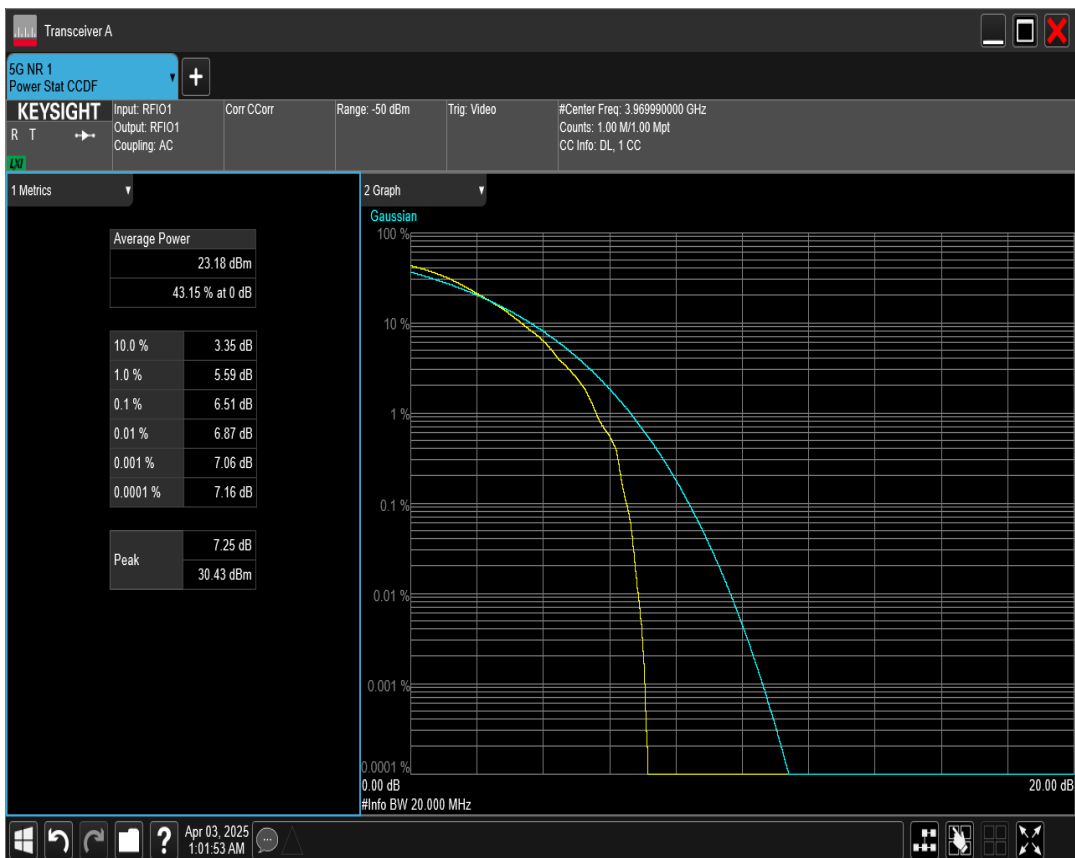 Transceiver A
5G NR 1
Power Stat CCDF
KEYSIGHT
R T
LXI
Input: RFIO1
Output: RFIO1
Coupling: AC
Corr CCorr
Range: -50 dBm
Trig: Video
#Center Freq: 3.969990000 GHz
Counts: 1.00 M/1.00 Mpt
CC Info: DL, 1 CC
1 Metrics
Average Power
23.18 dBm
43.15 % at 0 dB
10.0 % 3.35 dB
1.0 % 5.59 dB
0.1 % 6.51 dB
0.01 % 6.87 dB
0.001 % 7.06 dB
0.0001 % 7.16 dB
Peak
7.25 dB
30.43 dBm
2 Graph
Gaussian
100 %
10 %
1 %
0.1 %
0.01 %
0.001 %
0.0001 %
0.00 dB
20.00 dB
#Info BW 20.000 MHz
?
Apr 03, 2025
1:01:53 AM